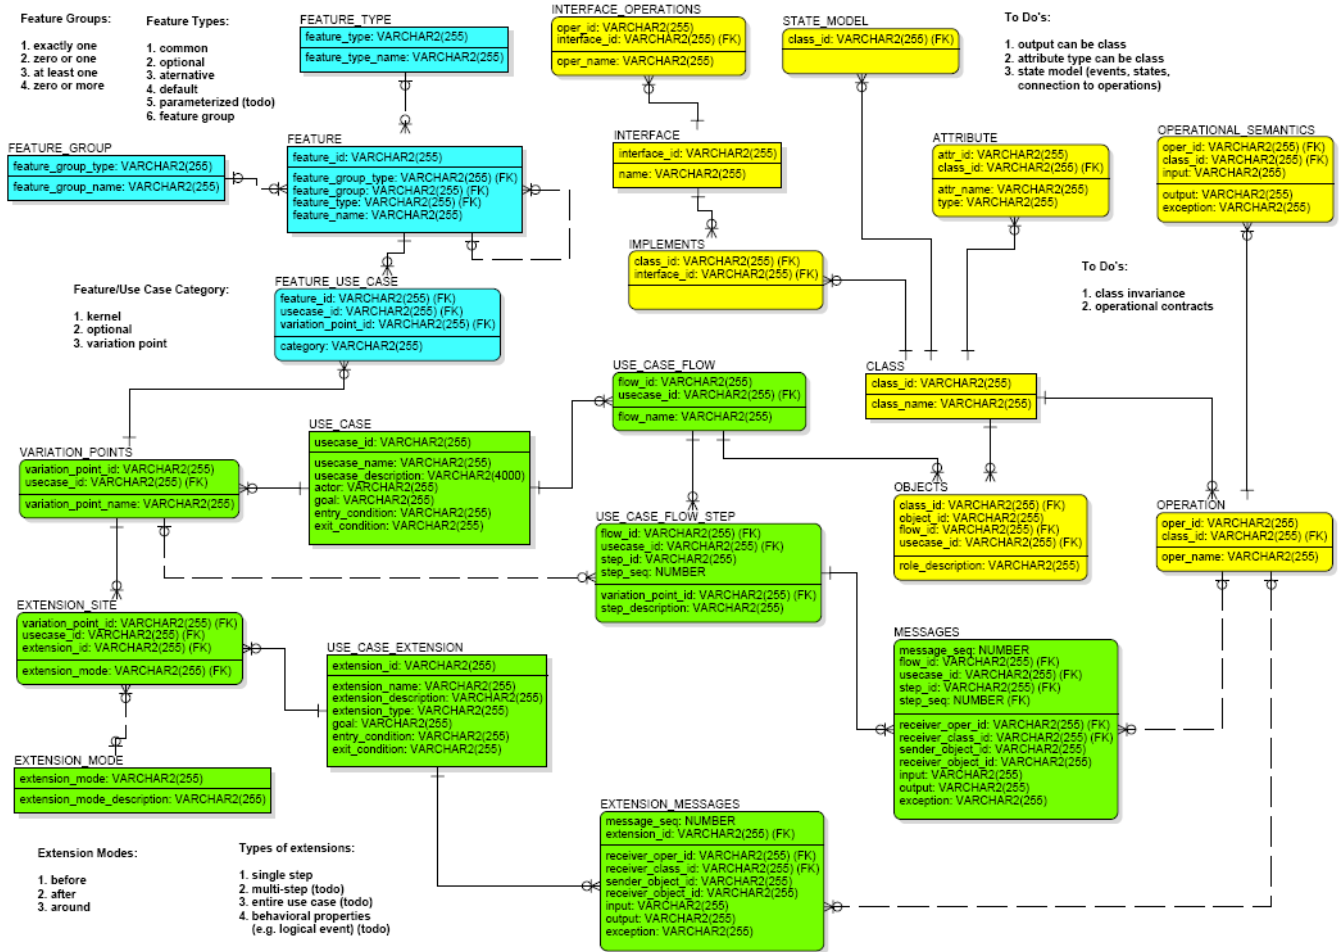 Feature Groups:
1. exactly one
2. zero or one
3. at least one
4. zero or more
Feature Types:
1. common
2. optional
3. aternative
4. default
5. parameterized (todo)
6. feature group
FEATURE_TYPE
feature_type: VARCHAR2(255)
feature_type_name: VARCHAR2(255)
INTERFACE_OPERATIONS
oper_id: VARCHAR2(255)
interface_id: VARCHAR2(255) (FK)
oper_name: VARCHAR2(255)
STATE_MODEL
class_id: VARCHAR2(255) (FK)
To Do's:
1. output can be class
2. attribute type can be class
3. state model (events, states,
connection to operations)
FEATURE_GROUP
feature_group_type: VARCHAR2(255)
feature_group_name: VARCHAR2(255)
FEATURE
feature_id: VARCHAR2(255)
feature_group_type: VARCHAR2(255) (FK)
feature_group: VARCHAR2(255) (FK)
feature_type: VARCHAR2(255) (FK)
feature_name: VARCHAR2(255)
INTERFACE
interface_id: VARCHAR2(255)
name: VARCHAR2(255)
ATTRIBUTE
attr_id: VARCHAR2(255)
class_id: VARCHAR2(255) (FK)
attr_name: VARCHAR2(255)
type: VARCHAR2(255)
OPERATIONAL_SEMANTICS
oper_id: VARCHAR2(255) (FK)
class_id: VARCHAR2(255) (FK)
input: VARCHAR2(255)
output: VARCHAR2(255)
exception: VARCHAR2(255)
IMPLEMENTS
class_id: VARCHAR2(255) (FK)
interface_id: VARCHAR2(255) (FK)
To Do's:
1. class invariance
2. operational contracts
Feature/Use Case Category:
1. kernel
2. optional
3. variation point
FEATURE_USE_CASE
feature_id: VARCHAR2(255) (FK)
usecase_id: VARCHAR2(255) (FK)
variation_point_id: VARCHAR2(255) (FK)
category: VARCHAR2(255)
USE_CASE_FLOW
flow_id: VARCHAR2(255)
usecase_id: VARCHAR2(255) (FK)
flow_name: VARCHAR2(255)
CLASS
class_id: VARCHAR2(255)
class_name: VARCHAR2(255)
VARIATION_POINTS
variation_point_id: VARCHAR2(255)
usecase_id: VARCHAR2(255) (FK)
variation_point_name: VARCHAR2(255)
USE_CASE
usecase_id: VARCHAR2(255)
usecase_name: VARCHAR2(255)
usecase_description: VARCHAR2(4000)
actor: VARCHAR2(255)
goal: VARCHAR2(255)
entry_condition: VARCHAR2(255)
exit_condition: VARCHAR2(255)
USE_CASE_FLOW_STEP
flow_id: VARCHAR2(255) (FK)
usecase_id: VARCHAR2(255) (FK)
step_id: VARCHAR2(255)
step_seq: NUMBER
variation_point_id: VARCHAR2(255) (FK)
step_description: VARCHAR2(255)
OBJECTS
class_id: VARCHAR2(255) (FK)
object_id: VARCHAR2(255)
flow_id: VARCHAR2(255) (FK)
usecase_id: VARCHAR2(255) (FK)
role_description: VARCHAR2(255)
OPERATION
oper_id: VARCHAR2(255)
class_id: VARCHAR2(255) (FK)
oper_name: VARCHAR2(255)
EXTENSION_SITE
variation_point_id: VARCHAR2(255) (FK)
usecase_id: VARCHAR2(255) (FK)
extension_id: VARCHAR2(255) (FK)
extension_mode: VARCHAR2(255) (FK)
USE_CASE_EXTENSION
extension_id: VARCHAR2(255)
extension_name: VARCHAR2(255)
extension_description: VARCHAR2(255)
extension_type: VARCHAR2(255)
goal: VARCHAR2(255)
entry_condition: VARCHAR2(255)
exit_condition: VARCHAR2(255)
MESSAGES
message_seq: NUMBER
flow_id: VARCHAR2(255) (FK)
usecase_id: VARCHAR2(255) (FK)
step_id: VARCHAR2(255) (FK)
step_seq: NUMBER (FK)
receiver_oper_id: VARCHAR2(255) (FK)
receiver_class_id: VARCHAR2(255) (FK)
sender_object_id: VARCHAR2(255)
receiver_object_id: VARCHAR2(255)
input: VARCHAR2(255)
output: VARCHAR2(255)
exception: VARCHAR2(255)
EXTENSION_MODE
extension_mode: VARCHAR2(255)
extension_mode_description: VARCHAR2(255)
EXTENSION_MESSAGES
message_seq: NUMBER
extension_id: VARCHAR2(255) (FK)
receiver_oper_id: VARCHAR2(255) (FK)
receiver_class_id: VARCHAR2(255) (FK)
sender_object_id: VARCHAR2(255)
receiver_object_id: VARCHAR2(255)
input: VARCHAR2(255)
output: VARCHAR2(255)
exception: VARCHAR2(255)
Extension Modes:
1. before
2. after
3. around
Types of extensions:
1. single step
2. multi-step (todo)
3. entire use case (todo)
4. behavioral properties
(e.g. logical event) (todo)